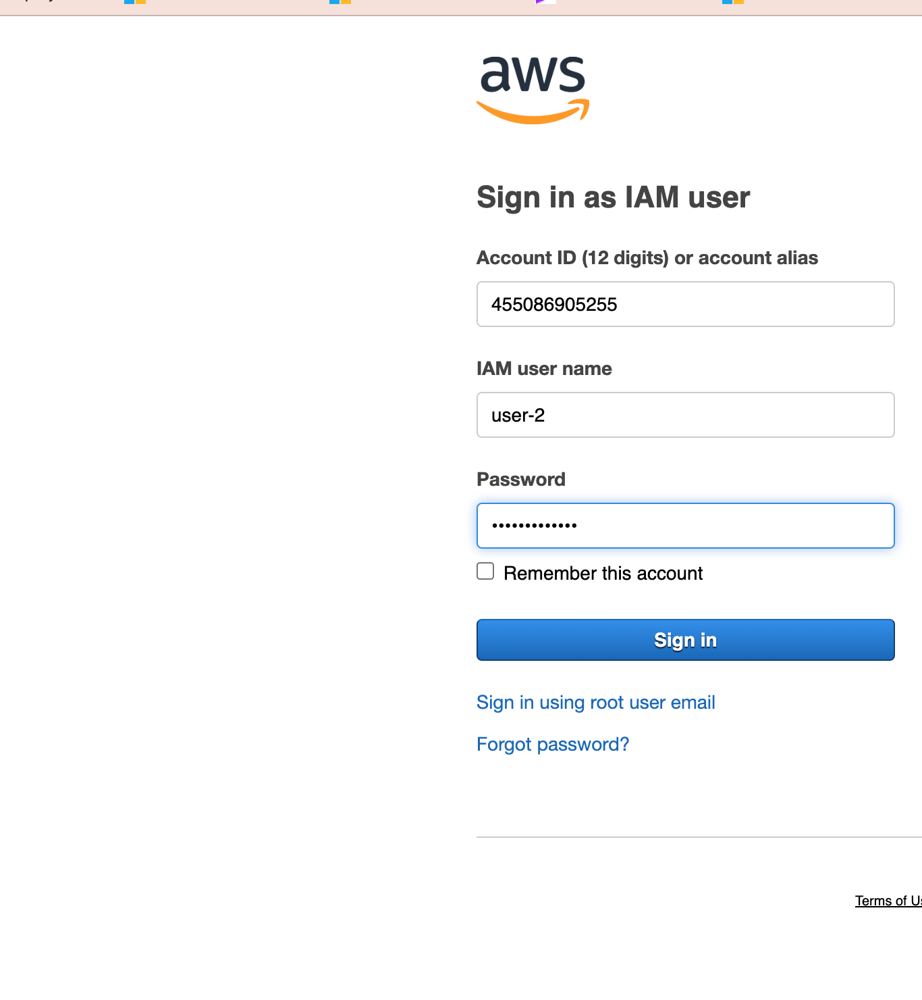 aws
Sign in as IAM user
Account ID (12 digits) or account alias
455086905255
IAM user name
user-2
Password
•••••••••••••
Remember this account
Sign in
Sign in using root user email
Forgot password?
Terms of